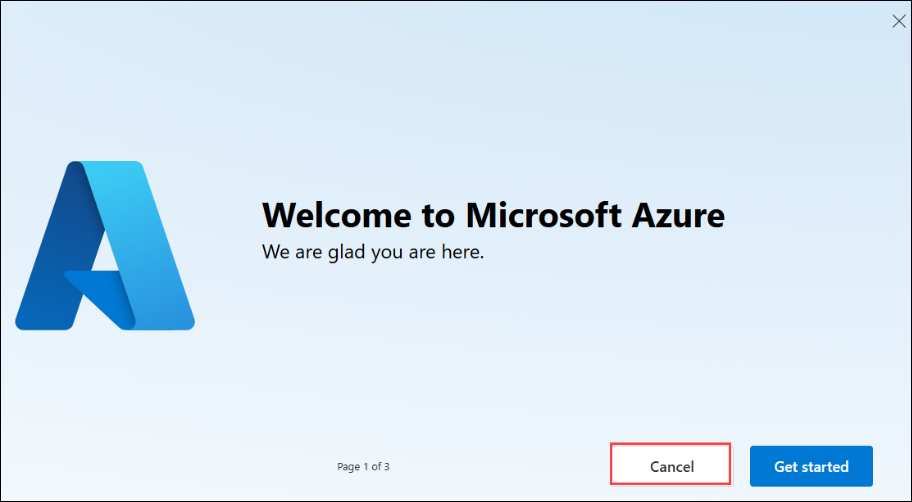 Welcome to Microsoft Azure
We are glad you are here.
Page 1 of 3
Cancel
Get started